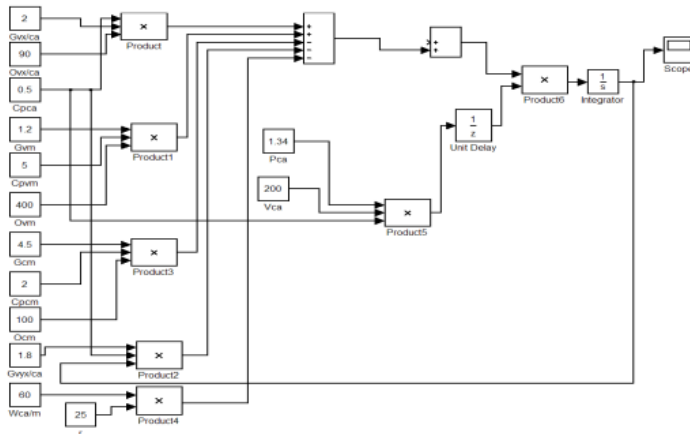 2
Gvx/ca
×
Product
90
Ovx/ca
0.5
Cpca
1.2
Gvm
×
Product1
5
Cpvm
400
Ovm
4.5
Gcm
×
Product3
2
Cpcm
100
Ocm
1.8
Gvyx/ca
×
Product2
60
Wca/m
×
Product4
25
+
+
−
−
−
+
+
×
Product6
1
s
Integrator
Scope
1
z
Unit Delay
1.34
Pca
200
Vca
×
Product5